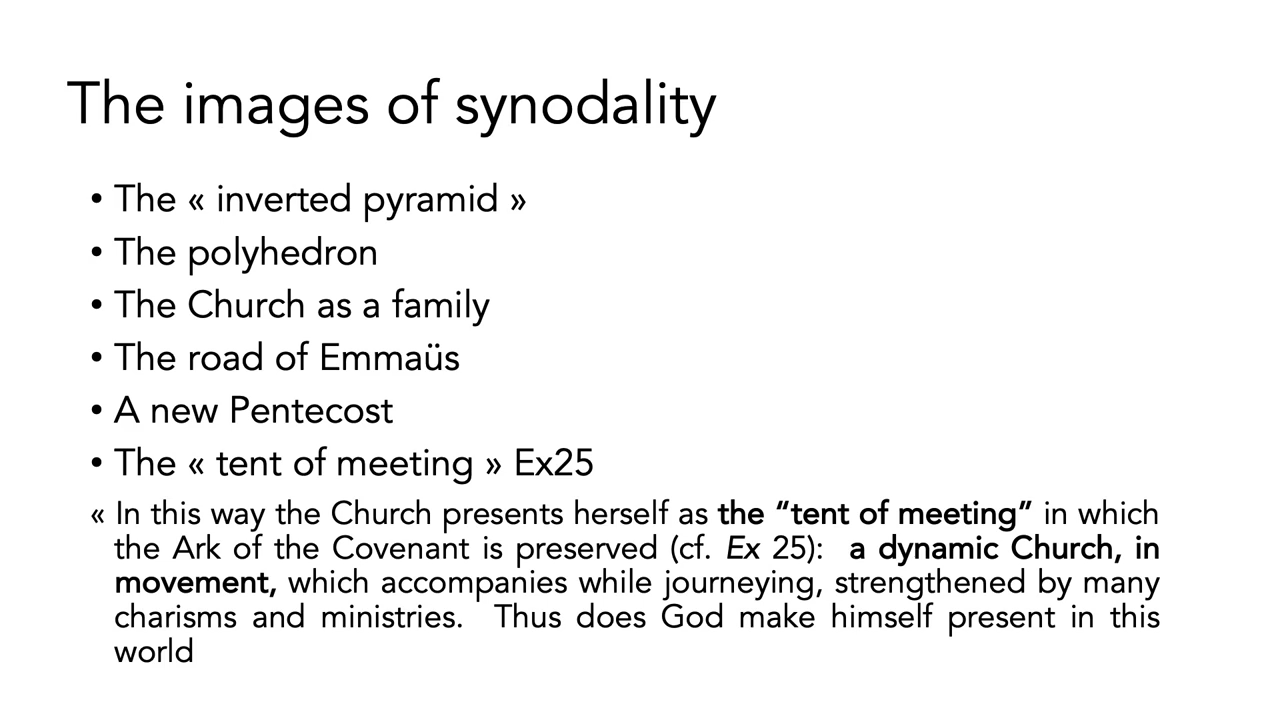 The images of synodality
• The « inverted pyramid »
• The polyhedron
• The Church as a family
• The road of Emmaüs
• A new Pentecost
• The « tent of meeting » Ex25
« In this way the Church presents herself as the “tent of meeting” in which
the Ark of the Covenant is preserved (cf. Ex 25):  a dynamic Church, in
movement, which accompanies while journeying, strengthened by many
charisms and ministries.  Thus does God make himself present in this
world